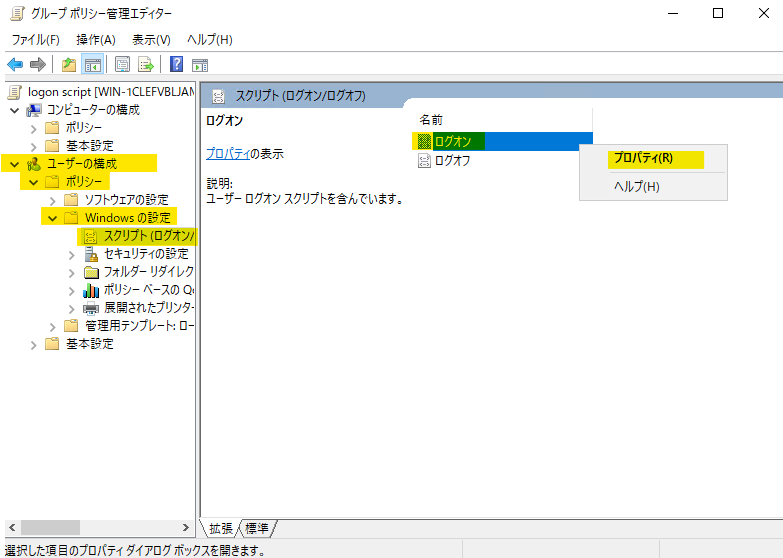 グループ ポリシー管理エディター
ファイル(F) 操作(A) 表示(V) ヘルプ(H)
logon script [WIN-1CLEFVBLJAN
コンピューターの構成
ポリシー
基本設定
ユーザーの構成
ポリシー
ソフトウェアの設定
Windows の設定
スクリプト (ログオン/
セキュリティの設定
フォルダー リダイレク
ポリシー ベースの Qo
展開されたプリンター
管理用テンプレート: ロー
基本設定
スクリプト (ログオン/ログオフ)
ログオン
プロパティの表示
説明:
ユーザー ログオン スクリプトを含んでいます。
名前
ログオン
ログオフ
プロパティ(R)
ヘルプ(H)
拡張 標準
選択した項目のプロパティ ダイアログ ボックスを開きます。